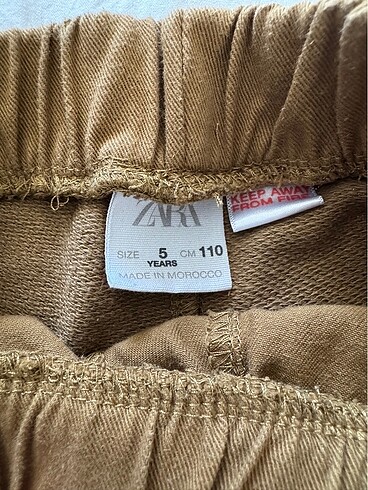 ZARA
SIZE 5 YEARS CM 110
MADE IN MOROCCO
KEEP AWAY
FROM FIRE